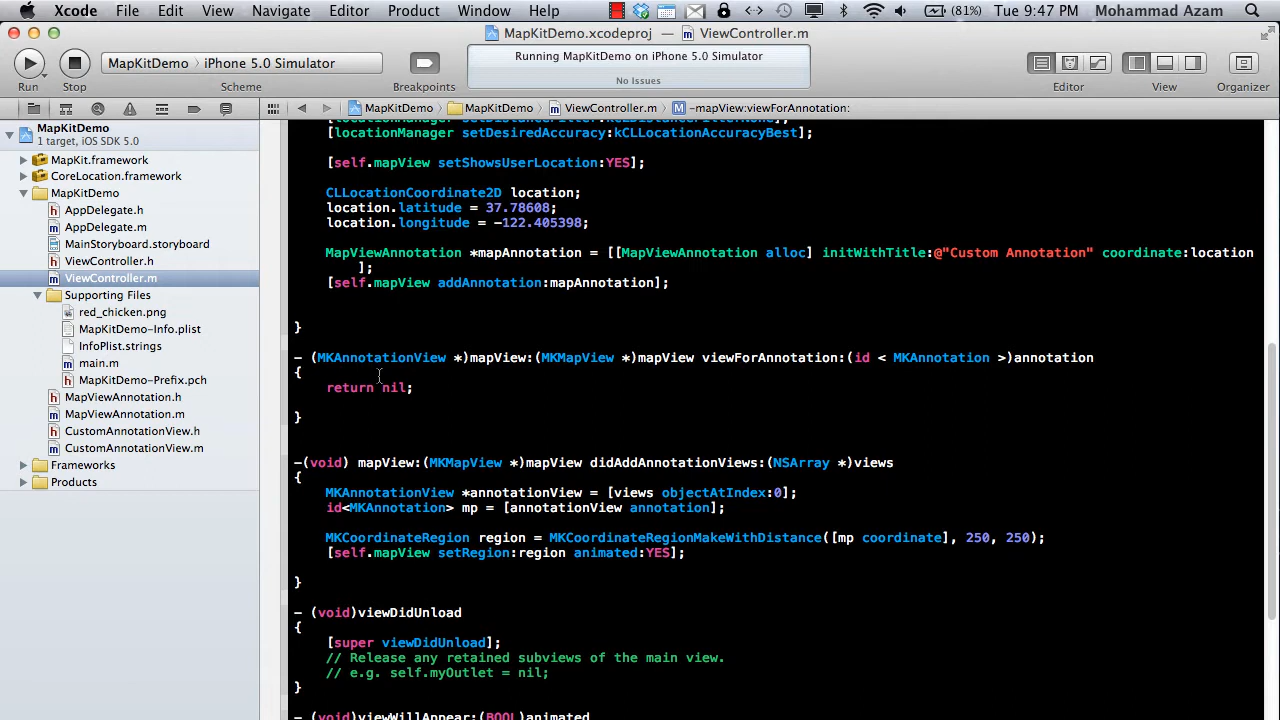 Xcode File Edit View Navigate Editor Product Window Help (81%) Tue 9:47 PM Mohammad Azam
MapKitDemo.xcodeproj — ViewController.m
MapKitDemo iPhone 5.0 Simulator
Running MapKitDemo on iPhone 5.0 Simulator
No Issues
Run Stop Scheme Breakpoints Editor View Organizer
MapKitDemo MapKitDemo ViewController.m -mapView:viewForAnnotation:
MapKitDemo
1 target, iOS SDK 5.0
MapKit.framework
CoreLocation.framework
MapKitDemo
AppDelegate.h
AppDelegate.m
MainStoryboard.storyboard
ViewController.h
ViewController.m
Supporting Files
red_chicken.png
MapKitDemo-Info.plist
InfoPlist.strings
main.m
MapKitDemo-Prefix.pch
MapViewAnnotation.h
MapViewAnnotation.m
CustomAnnotationView.h
CustomAnnotationView.m
Frameworks
Products
[locationManager setDistanceFilter:kCLDistanceFilterNone];
[locationManager setDesiredAccuracy:kCLLocationAccuracyBest];
[self.mapView setShowsUserLocation:YES];
CLLocationCoordinate2D location;
location.latitude = 37.78608;
location.longitude = -122.405398;
MapViewAnnotation *mapAnnotation = [[MapViewAnnotation alloc] initWithTitle:@"Custom Annotation" coordinate:location
];
[self.mapView addAnnotation:mapAnnotation];
}
- (MKAnnotationView *)mapView:(MKMapView *)mapView viewForAnnotation:(id < MKAnnotation >)annotation
{
return nil;
}
-(void) mapView:(MKMapView *)mapView didAddAnnotationViews:(NSArray *)views
{
MKAnnotationView *annotationView = [views objectAtIndex:0];
id<MKAnnotation> mp = [annotationView annotation];
MKCoordinateRegion region = MKCoordinateRegionMakeWithDistance([mp coordinate], 250, 250);
[self.mapView setRegion:region animated:YES];
}
- (void)viewDidUnload
{
[super viewDidUnload];
// Release any retained subviews of the main view.
// e.g. self.myOutlet = nil;
}
- (void)viewWillAppear:(BOOL)animated